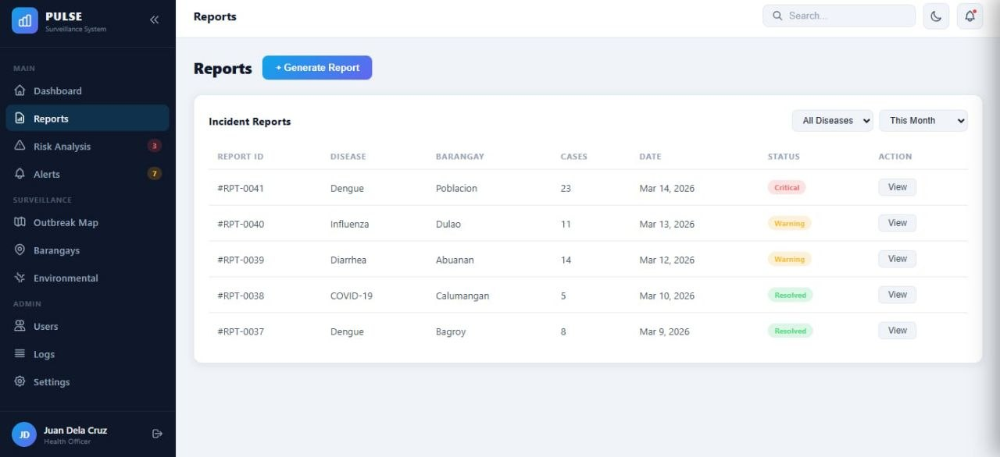 PULSE
Surveillance System
MAIN
Dashboard
Reports
Risk Analysis 3
Alerts 7
SURVEILLANCE
Outbreak Map
Barangays
Environmental
ADMIN
Users
Logs
Settings
JD Juan Dela Cruz
Health Officer
Reports
Search...
Reports + Generate Report
Incident Reports All Diseases This Month
REPORT ID DISEASE BARANGAY CASES DATE STATUS ACTION
#RPT-0041 Dengue Poblacion 23 Mar 14, 2026 Critical View
#RPT-0040 Influenza Dulao 11 Mar 13, 2026 Warning View
#RPT-0039 Diarrhea Abuanan 14 Mar 12, 2026 Warning View
#RPT-0038 COVID-19 Calumangan 5 Mar 10, 2026 Resolved View
#RPT-0037 Dengue Bagroy 8 Mar 9, 2026 Resolved View